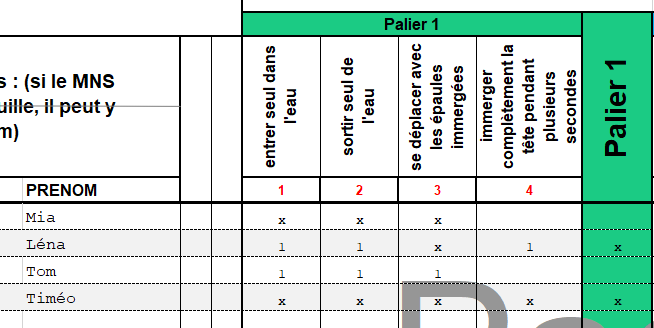 Palier 1
s : (si le MNS
uille, il peut y
m)
entrer seul dans
l'eau
sortir seul de
l'eau
se déplacer avec
les épaules
immergées
immerger
complètement la
tête pendant
plusieurs
secondes
Palier 1
PRENOM 1 2 3 4
Mia x x x
Léna 1 1 x 1 x
Tom 1 1 1
Timéo x x x x x